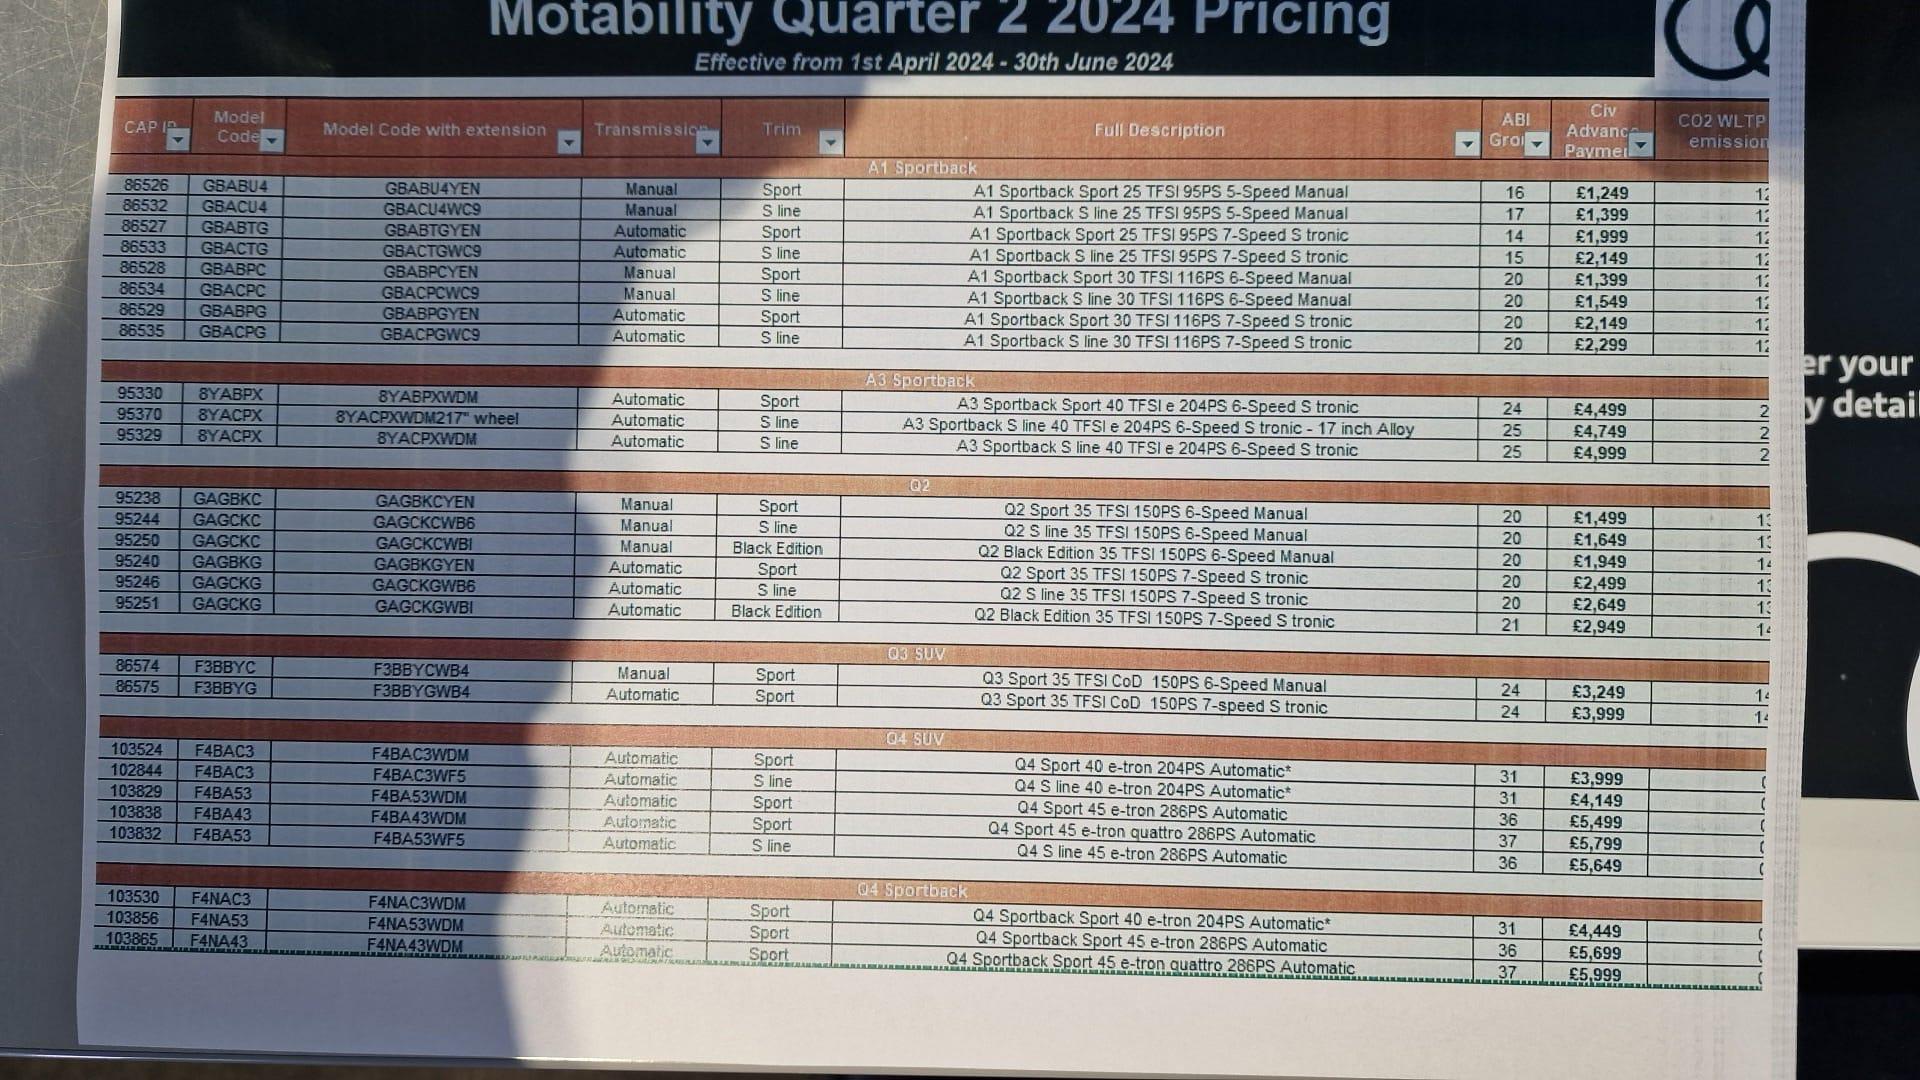 Motability Quarter 2 2024 Pricing
Effective from 1st April 2024 - 30th June 2024
CAP ID Model Code Model Code with extension Transmission Trim Full Description ABI Grou Civ Advance Paymen CO2 WLTP emission
A1 Sportback
86526 GBABU4 GBABU4YEN Manual Sport A1 Sportback Sport 25 TFSI 95PS 5-Speed Manual 16 £1,249 12
86532 GBACU4 GBACU4WC9 Manual S line A1 Sportback S line 25 TFSI 95PS 5-Speed Manual 17 £1,399 12
86527 GBABTG GBABTGYEN Automatic Sport A1 Sportback Sport 25 TFSI 95PS 7-Speed S tronic 14 £1,999 12
86533 GBACTG GBACTGWC9 Automatic S line A1 Sportback S line 25 TFSI 95PS 7-Speed S tronic 15 £2,149 12
86528 GBABPC GBABPCYEN Manual Sport A1 Sportback Sport 30 TFSI 116PS 6-Speed Manual 20 £1,399 12
86534 GBACPC GBACPCWC9 Manual S line A1 Sportback S line 30 TFSI 116PS 6-Speed Manual 20 £1,549 12
86529 GBABPG GBABPGYEN Automatic Sport A1 Sportback Sport 30 TFSI 116PS 7-Speed S tronic 20 £2,149 12
86535 GBACPG GBACPGWC9 Automatic S line A1 Sportback S line 30 TFSI 116PS 7-Speed S tronic 20 £2,299 12
A3 Sportback
95330 8YABPX 8YABPXWDM Automatic Sport A3 Sportback Sport 40 TFSI e 204PS 6-Speed S tronic 24 £4,499 2
95370 8YACPX 8YACPXWDM217" wheel Automatic S line A3 Sportback S line 40 TFSI e 204PS 6-Speed S tronic - 17 inch Alloy 25 £4,749 2
95329 8YACPX 8YACPXWDM Automatic S line A3 Sportback S line 40 TFSI e 204PS 6-Speed S tronic 25 £4,999 2
Q2
95238 GAGBKC GAGBKCYEN Manual Sport Q2 Sport 35 TFSI 150PS 6-Speed Manual 20 £1,499 13
95244 GAGCKC GAGCKCWB6 Manual S line Q2 S line 35 TFSI 150PS 6-Speed Manual 20 £1,649 13
95250 GAGCKC GAGCKCWBI Manual Black Edition Q2 Black Edition 35 TFSI 150PS 6-Speed Manual 20 £1,949 14
95240 GAGBKG GAGBKGYEN Automatic Sport Q2 Sport 35 TFSI 150PS 7-Speed S tronic 20 £2,499 13
95246 GAGCKG GAGCKGWB6 Automatic S line Q2 S line 35 TFSI 150PS 7-Speed S tronic 20 £2,649 13
95251 GAGCKG GAGCKGWBI Automatic Black Edition Q2 Black Edition 35 TFSI 150PS 7-Speed S tronic 21 £2,949 14
Q3 SUV
86574 F3BBYC F3BBYCWB4 Manual Sport Q3 Sport 35 TFSI CoD 150PS 6-Speed Manual 24 £3,249 14
86575 F3BBYG F3BBYGWB4 Automatic Sport Q3 Sport 35 TFSI CoD 150PS 7-speed S tronic 24 £3,999 14
Q4 SUV
103524 F4BAC3 F4BAC3WDM Automatic Sport Q4 Sport 40 e-tron 204PS Automatic* 31 £3,999
102844 F4BAC3 F4BAC3WF5 Automatic S line Q4 S line 40 e-tron 204PS Automatic* 31 £4,149
103829 F4BA53 F4BA53WDM Automatic Sport Q4 Sport 45 e-tron 286PS Automatic 36 £5,499
103838 F4BA43 F4BA43WDM Automatic Sport Q4 Sport 45 e-tron quattro 286PS Automatic 37 £5,799
103832 F4BA53 F4BA53WF5 Automatic S line Q4 S line 45 e-tron 286PS Automatic 36 £5,649
Q4 Sportback
103530 F4NAC3 F4NAC3WDM Automatic Sport Q4 Sportback Sport 40 e-tron 204PS Automatic* 31 £4,449
103856 F4NA53 F4NA53WDM Automatic Sport Q4 Sportback Sport 45 e-tron 286PS Automatic 36 £5,699
103865 F4NA43 F4NA43WDM Automatic Sport Q4 Sportback Sport 45 e-tron quattro 286PS Automatic 37 £5,999
er your
y detail